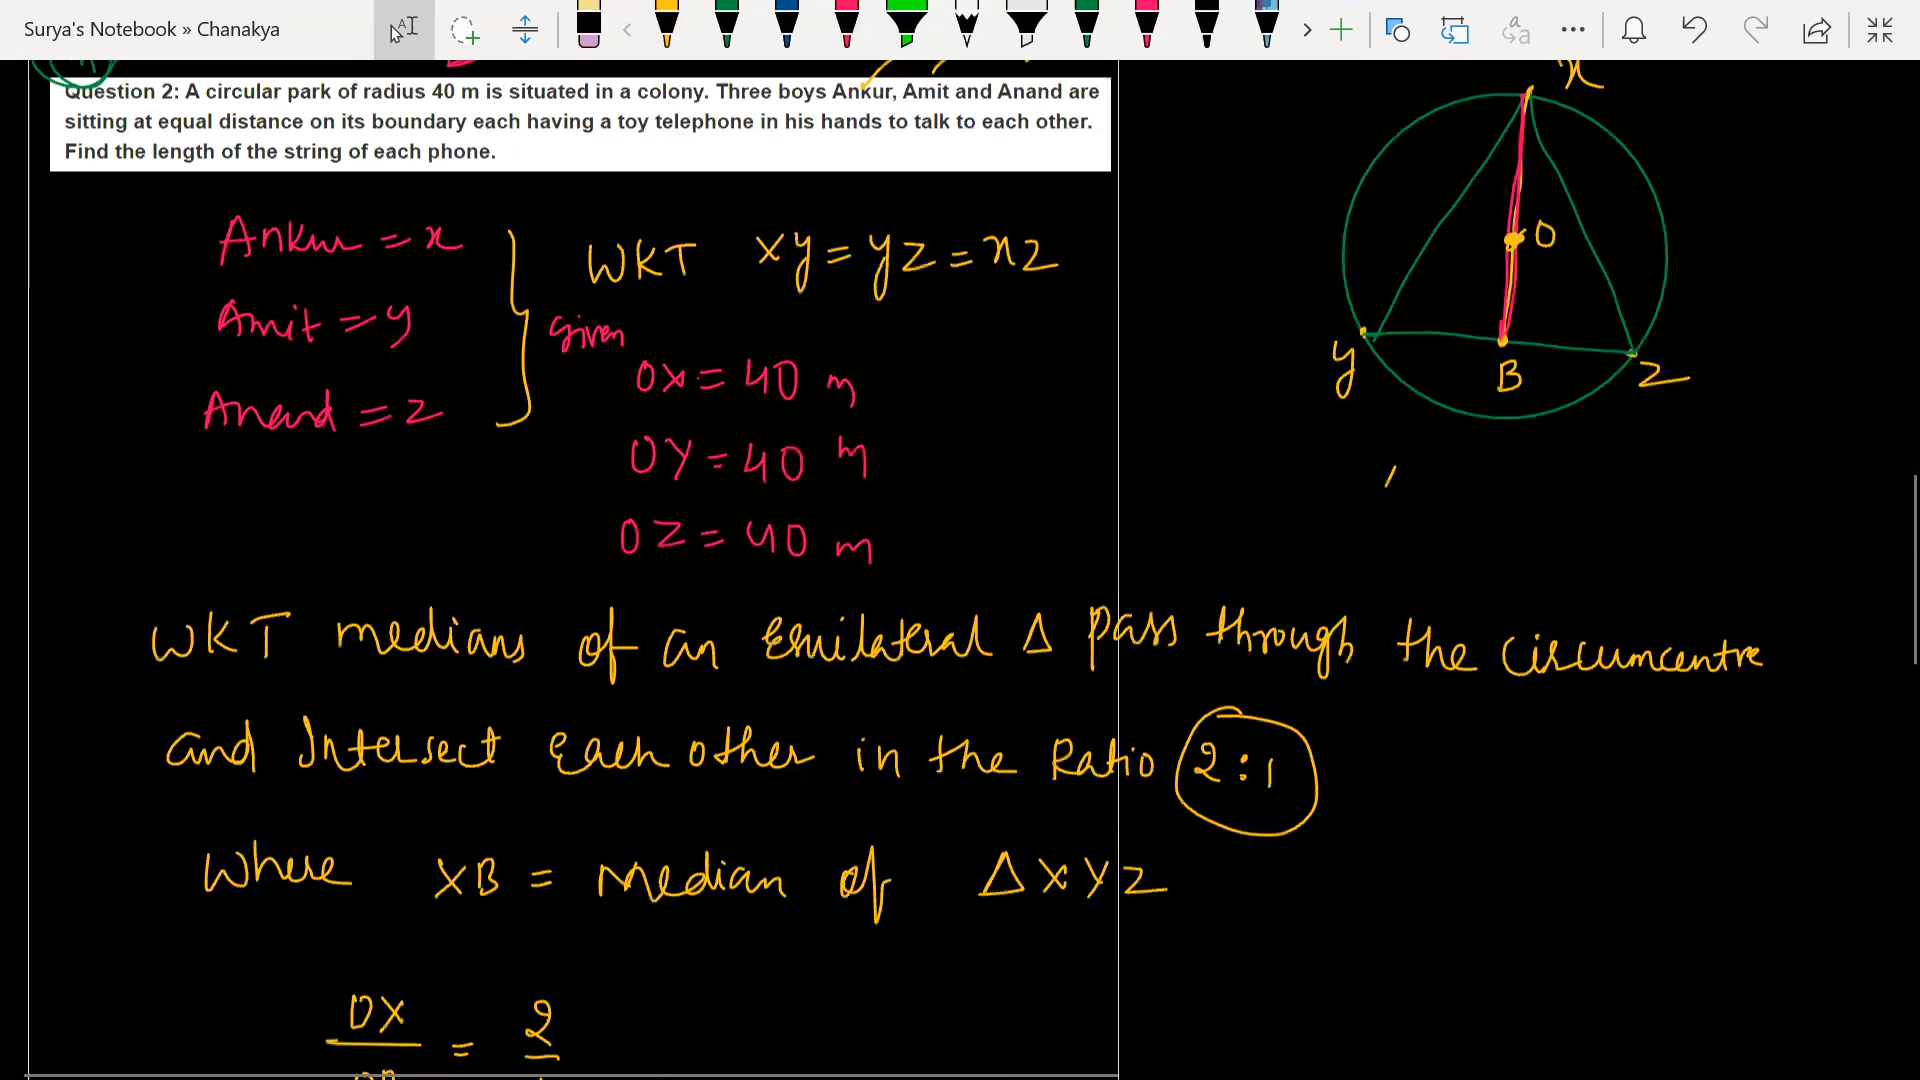 Surya's Notebook » Chanakya
Question 2: A circular park of radius 40 m is situated in a colony. Three boys Ankur, Amit and Anand are
sitting at equal distance on its boundary each having a toy telephone in his hands to talk to each other.
Find the length of the string of each phone.
Ankur = x
Amit = y
Anand = z
WKT xy = yz = xz
Given
OX = 40 m
OY = 40 m
OZ = 40 m
x
O
y
B
z
WKT medians of an Equilateral Δ pass through the circumcentre
and Intersect Each other in the Ratio 2:1
Where XB = Median of ΔXYZ
OX
= 2